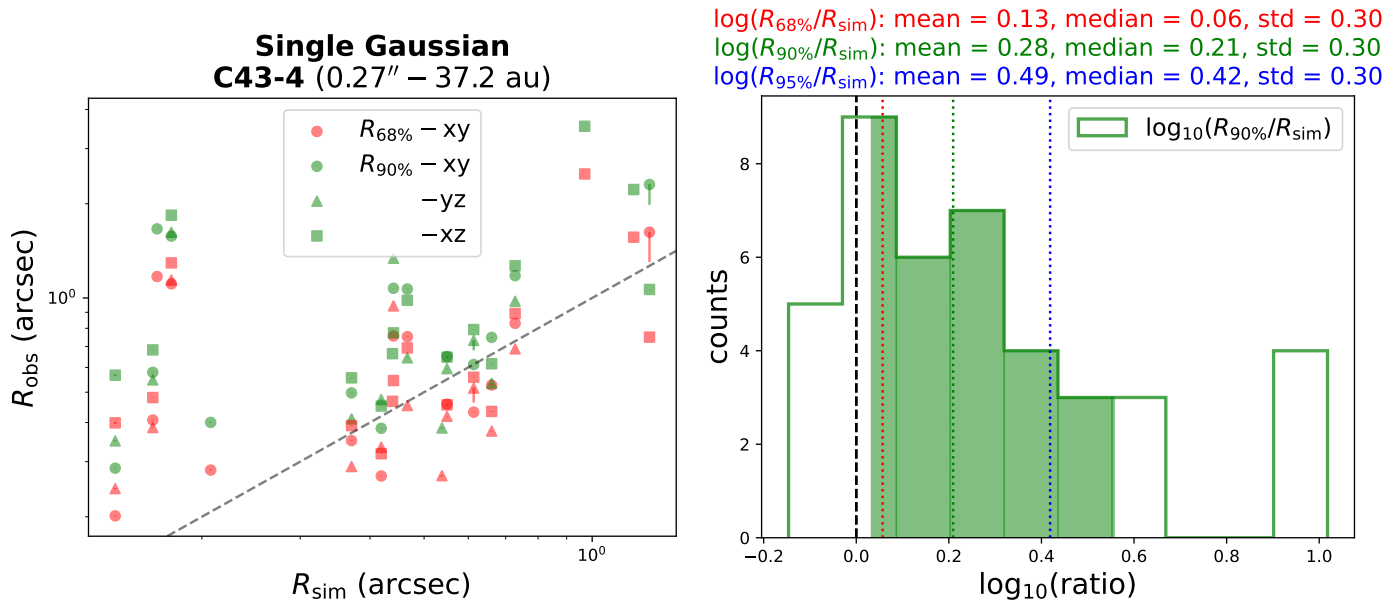 Single Gaussian
C43-4 (0.27″ − 37.2 au)
R68% − xy
R90% − xy
−yz
−xz
10⁰
Robs (arcsec)
10⁰
Rsim (arcsec)
log(R68%/Rsim): mean = 0.13, median = 0.06, std = 0.30
log(R90%/Rsim): mean = 0.28, median = 0.21, std = 0.30
log(R95%/Rsim): mean = 0.49, median = 0.42, std = 0.30
log₁₀(R90%/Rsim)
8
6
4
2
0
counts
−0.2 0.0 0.2 0.4 0.6 0.8 1.0
log₁₀(ratio)